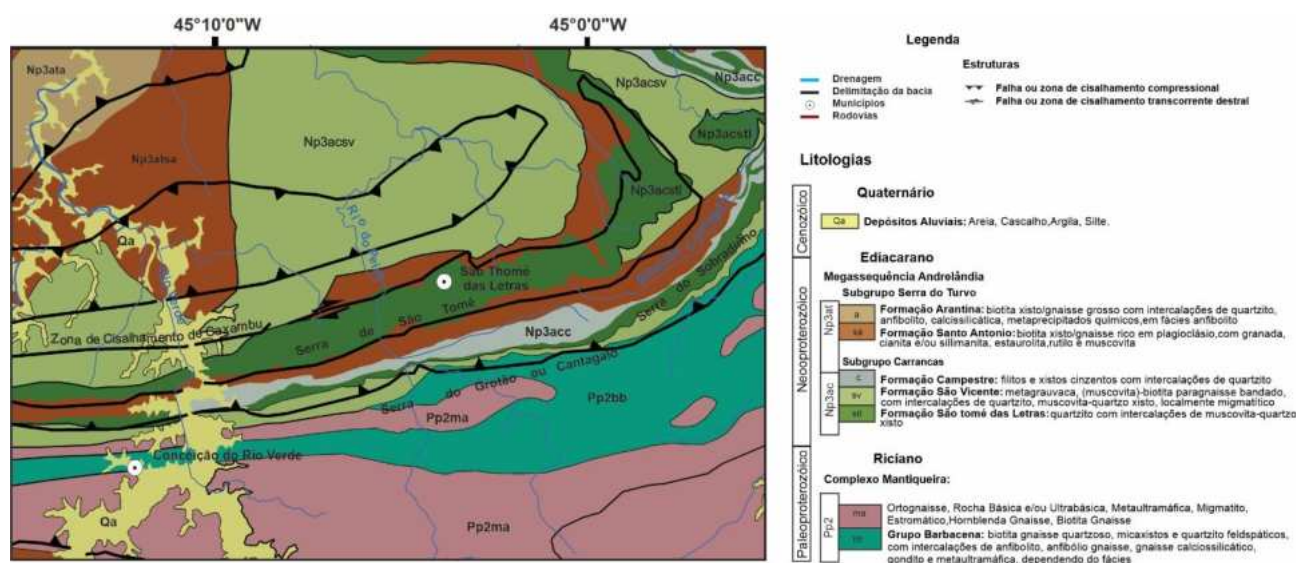 45°10'0"W
45°0'0"W
Np3ata
Np3atsa
Np3acsv
Np3acsv
Np3acc
Np3acstl
Np3acstl
Qa
Rio Verde
Rio do Peixe
São Thomé
das Letras
Serra de São Tomé
Zona de Cisalhamento de Caxambu
Np3acc
Serra do Sobradinho
Serra do Grotão ou Cantagalo
Pp2ma
Pp2bb
Conceição do Rio Verde
Qa
Pp2ma
Legenda
Drenagem
Delimitação da bacia
Municípios
Rodovias
Estruturas
Falha ou zona de cisalhamento compressional
Falha ou zona de cisalhamento transcorrente destral
Litologias
Cenozóico
Quaternário
Qa
Depósitos Aluviais: Areia, Cascalho,Argila, Silte.
Neoproterozóico
Ediacarano
Megassequência Andrelândia
Subgrupo Serra do Turvo
Np3at
a
Formação Arantina: biotita xisto/gnaisse grosso com intercalações de quartzito,
anfibolito, calcissilicática, metaprecipitados químicos,em fácies anfibolito
sa
Formação Santo Antonio: biotita xisto/gnaisse rico em plagioclásio,com granada,
cianita e/ou sillimanita, estaurolita,rutilo e muscovita
Subgrupo Carrancas
Np3ac
c
Formação Campestre: filitos e xistos cinzentos com intercalações de quartzito
sv
Formação São Vicente: metagrauvaca, (muscovita)-biotita paragnaisse bandado,
com intercalações de quartzito, muscovita-quartzo xisto, localmente migmatítico
stl
Formação São tomé das Letras: quartzito com intercalações de muscovita-quartzo
xisto
Paleoproterozóico
Riciano
Complexo Mantiqueira:
Pp2
ma
Ortognaisse, Rocha Básica e/ou Ultrabásica, Metaultramáfica, Migmatito,
Estromático,Hornblenda Gnaisse, Biotita Gnaisse
Grupo Barbacena: biotita gnaisse quartzoso, micaxistos e quartzito feldspáticos,
com intercalações de anfibolito, anfibólio gnaisse, gnaisse calciossilicático,
gondito e metaultramáfica, dependendo do fácies